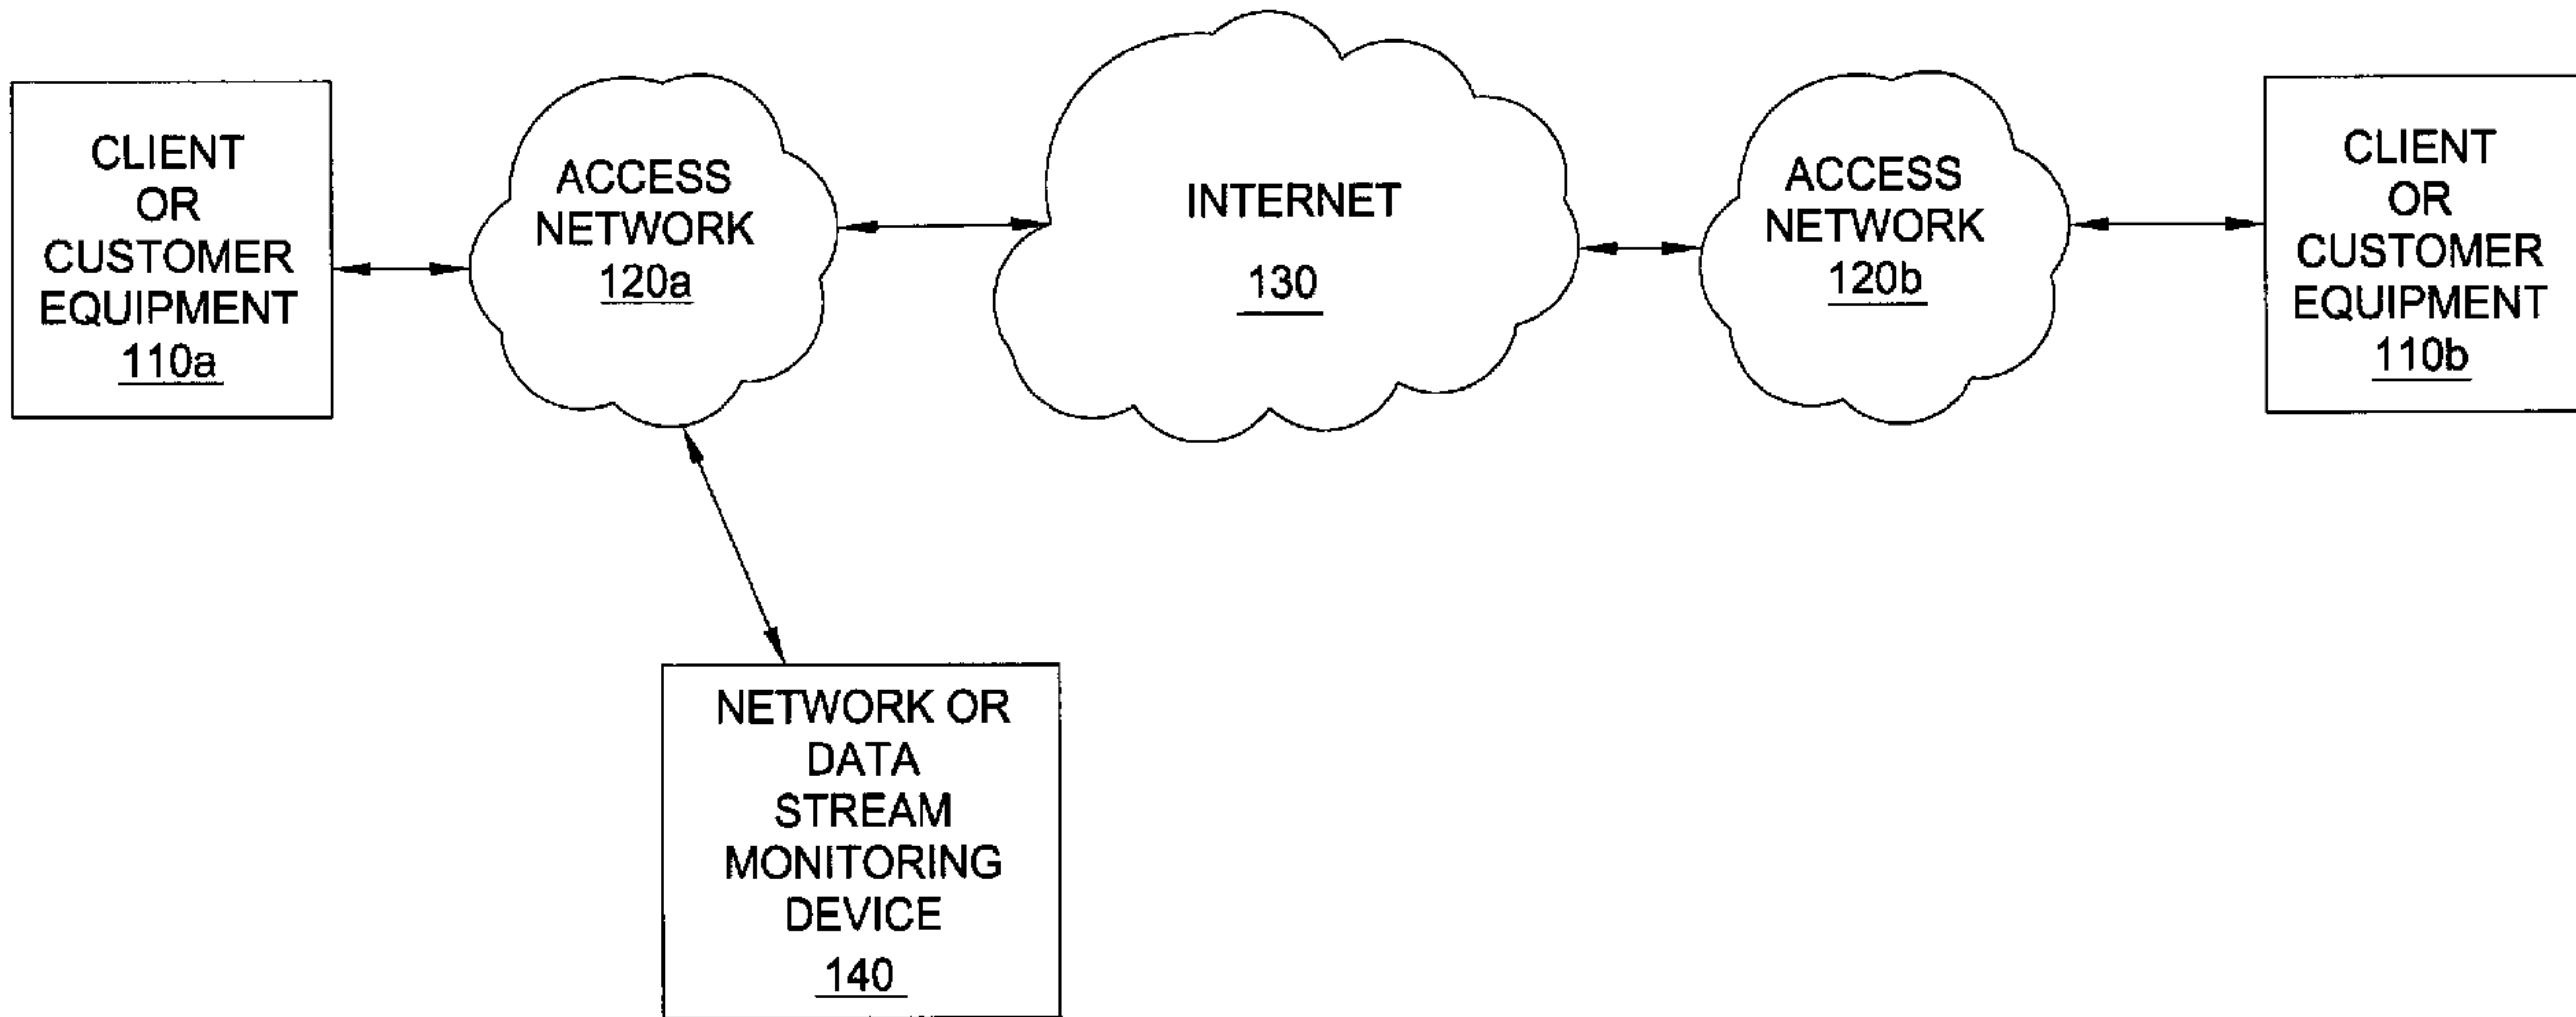 CLIENT
OR
CUSTOMER
EQUIPMENT
110a
ACCESS
NETWORK
120a
INTERNET
130
ACCESS
NETWORK
120b
CLIENT
OR
CUSTOMER
EQUIPMENT
110b
NETWORK OR
DATA
STREAM
MONITORING
DEVICE
140